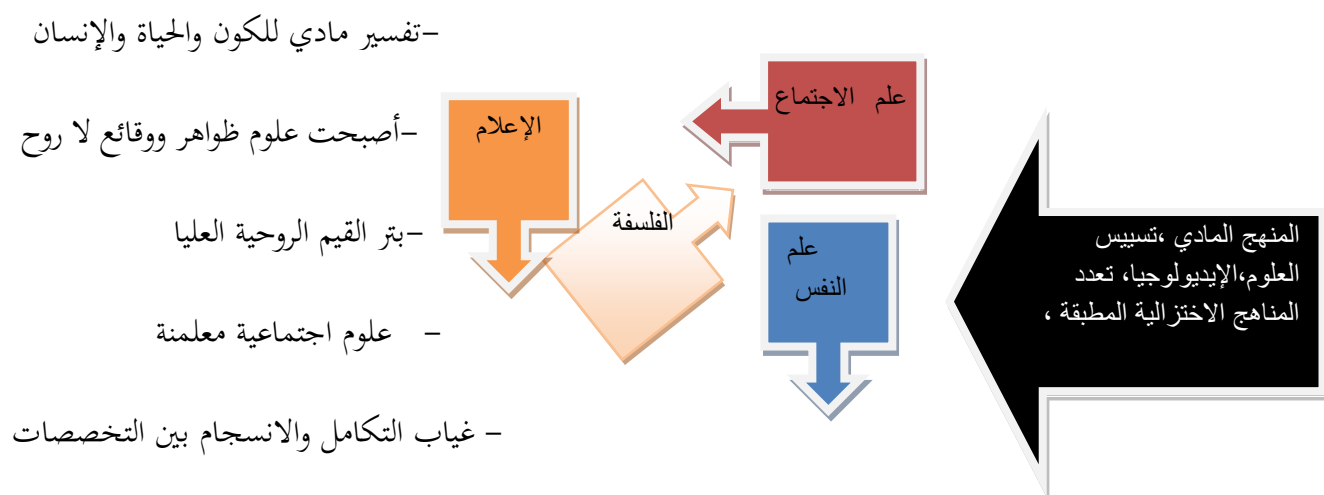 علم الاجتماع
علم
النفس
الإعلام
الفلسفة
المنهج المادي ،تسييس
العلوم،الإيديولوجيا، تعدد
المناهج الاختزالية المطبقة ،
–تفسير مادي للكون والحياة والإنسان
–أصبحت علوم ظواهر ووقائع لا روح
–بتر القيم الروحية العليا
– علوم اجتماعية معلمنة
– غياب التكامل والانسجام بين التخصصات